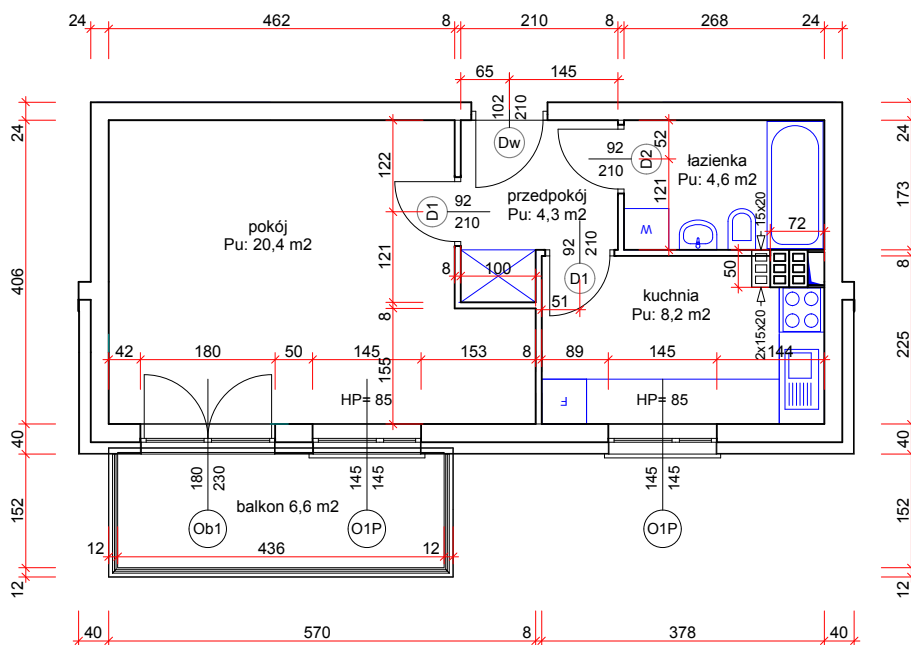 24 462 8 210 8 268 24
65 145
102
210
Dw
24
406
40
152
12
24
173
8
225
40
152
12
122
121
8
155
D1
92
210
92
210
D2
52
121
łazienka
Pu: 4,6 m2
przedpokój
Pu: 4,3 m2
pokój
Pu: 20,4 m2
W
15x20
72
8 100
92
210
D1
51
50
kuchnia
Pu: 8,2 m2
2x15x20
42 180 50 145 153 8 89 145 144
HP= 85
F
HP= 85
180
230
145
145
145
145
balkon 6,6 m2
Ob1
O1P
O1P
12 436 12
40 570 8 378 40